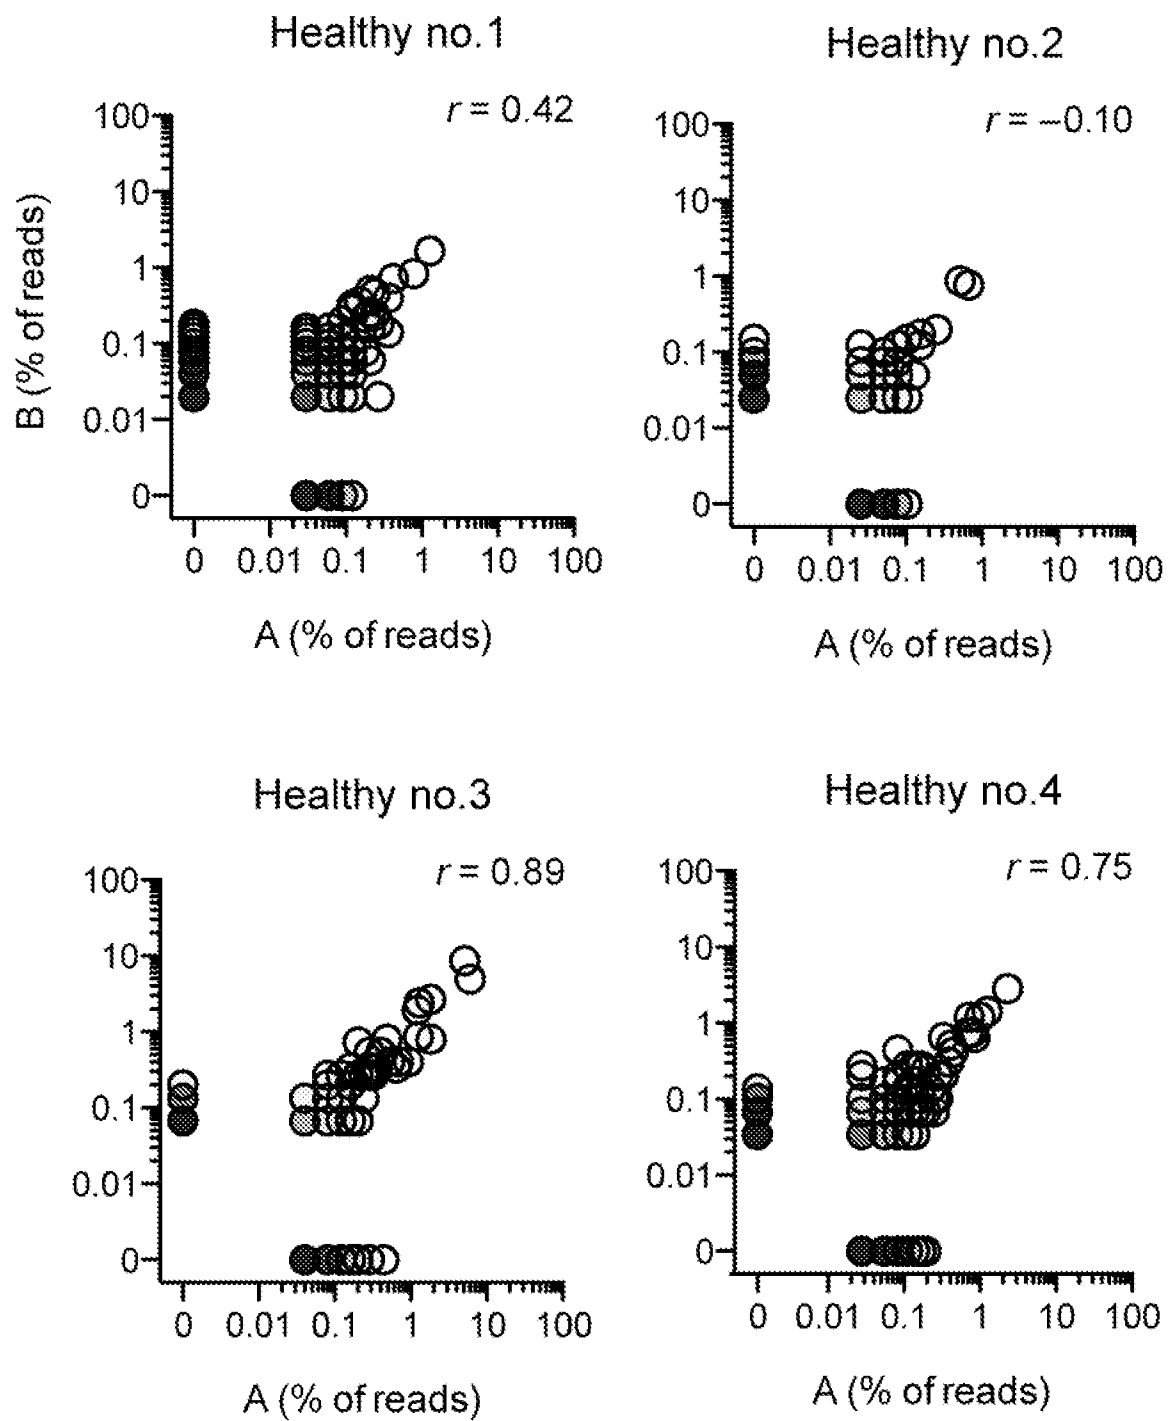 Healthy no.1
r = 0.42
100
10
1
0.1
0.01
0
B (% of reads)
0 0.01 0.1 1 10 100
A (% of reads)
Healthy no.2
r = −0.10
100
10
1
0.1
0.01
0
0 0.01 0.1 1 10 100
A (% of reads)
Healthy no.3
r = 0.89
100
10
1
0.1
0.01
0
0 0.01 0.1 1 10 100
A (% of reads)
Healthy no.4
r = 0.75
100
10
1
0.1
0.01
0
0 0.01 0.1 1 10 100
A (% of reads)